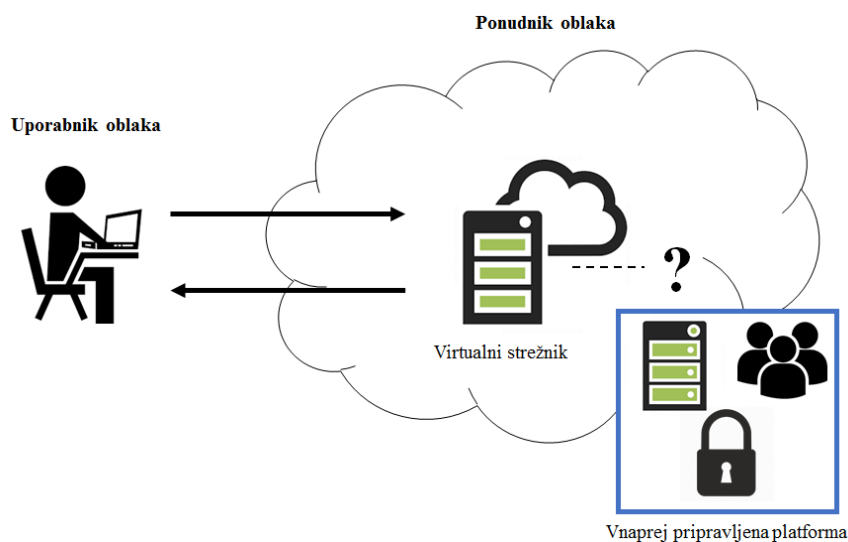 Ponudnik oblaka
Uporabnik oblaka
?
Virtualni strežnik
Vnaprej pripravljena platforma